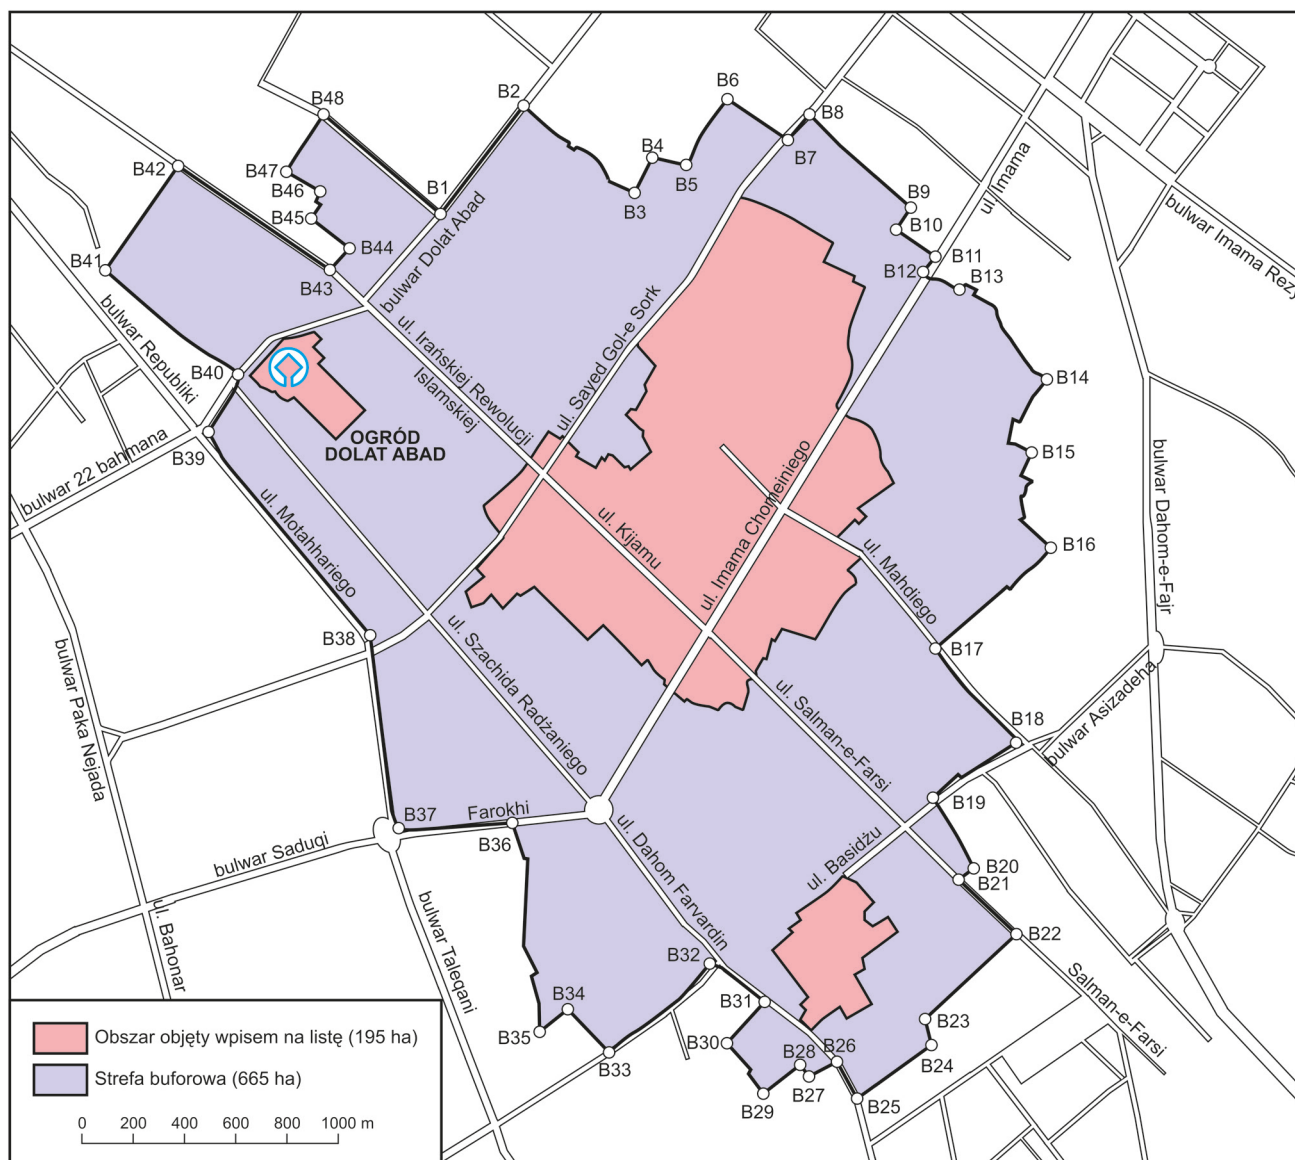 B6
B2
B48
B8
B4
B42
B7
B5
B47
B9
B46
B1
B3
B45
B10
ul. Imama
bulwar Imama Rezy
B44
bulwar Dolat Abad
B11
B41
B43
B12
B13
ul. Sayed Gol-e Sork
bulwar Republiki
ul. Irańskiej Rewolucji
Islamskiej
B40
B14
OGRÓD
DOLAT ABAD
B39
bulwar 22 bahmana
B15
bulwar Dahom-e-Fajr
ul. Motahhariego
ul. Kijamu
ul. Imama Chomeiniego
ul. Mahdiego
B16
B38
ul. Szachida Radżaniego
B17
bulwar Paka Nejada
ul. Salman-e-Farsi
bulwar Asizadeha
B18
B19
B37
Farokhi
B36
ul. Dahom Farvardin
ul. Basidżu
bulwar Saduqi
B20
B21
ul. Bahonar
bulwar Taleqani
B22
B32
Salman-e-Farsi
B31
B34
B23
B35
B30
B28
B26
B24
B33
B29
B27
B25
Obszar objęty wpisem na listę (195 ha)
Strefa buforowa (665 ha)
0 200 400 600 800 1000 m